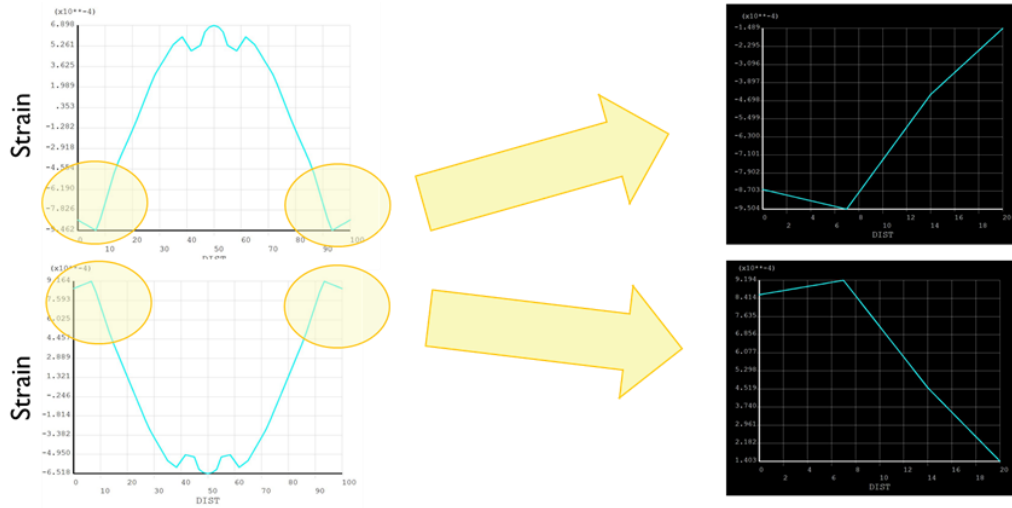 (x10**-4)
6.898
5.261
3.625
1.989
.353
-1.282
-4.554
-6.190
-7.826
-9.462
0 20 40 60 80 100
10 30 50 70 90
DIST
Strain
(x10**-4)
9.164
7.593
6.025
4.457
2.889
1.321
-.246
-1.814
-3.382
-4.950
-6.518
0 20 40 60 80 100
10 30 50 70 90
DIST
Strain
(x10**-4)
-1.489
-2.295
-3.096
-3.897
-4.698
-5.499
-6.300
-7.101
-7.902
-8.703
-9.504
0 4 8 12 16 20
2 6 10 14 18
DIST
(x10**-4)
9.194
8.414
7.635
6.856
6.077
5.298
4.519
3.740
2.961
2.182
1.403
0 4 8 12 16 20
2 6 10 14 18
DIST